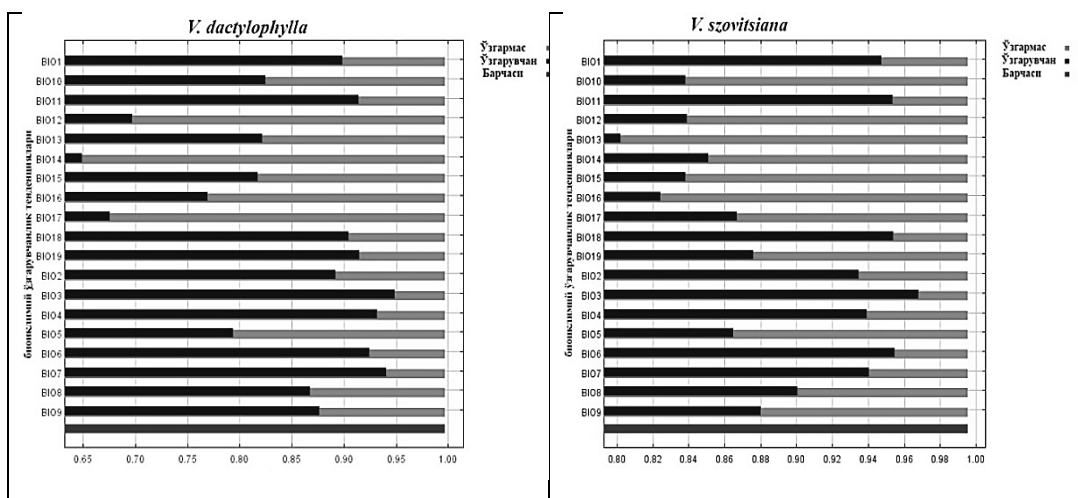 V. dactylophylla
Ўзгармас
Ўзгарувчан
Барчаси
биоиқлимий ўзгарувчанлик тенденциялари
BIO1
BIO10
BIO11
BIO12
BIO13
BIO14
BIO15
BIO16
BIO17
BIO18
BIO19
BIO2
BIO3
BIO4
BIO5
BIO6
BIO7
BIO8
BIO9
0.65 0.70 0.75 0.80 0.85 0.90 0.95 1.00
V. szovitsiana
Ўзгармас
Ўзгарувчан
Барчаси
биоиқлимий ўзгарувчанлик тенденциялари
BIO1
BIO10
BIO11
BIO12
BIO13
BIO14
BIO15
BIO16
BIO17
BIO18
BIO19
BIO2
BIO3
BIO4
BIO5
BIO6
BIO7
BIO8
BIO9
0.80 0.82 0.84 0.86 0.88 0.90 0.92 0.94 0.96 0.98 1.00